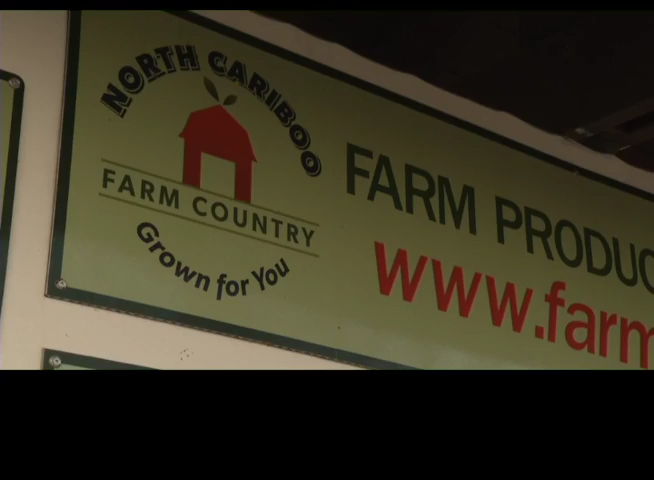 NORTH CARIBOO
FARM COUNTRY
Grown for You
FARM PRODUC
www.farm